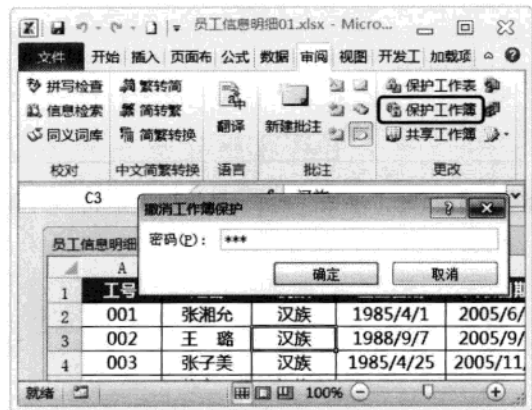 员工信息明细01.xlsx - Micro...
文件 开始 插入 页面布 公式 数据 审阅 视图 开发工 加载项
拼写检查 繁转简 保护工作表
信息检索 简转繁 保护工作簿
同义词库 简繁转换 翻译 新建批注 共享工作簿
校对 中文简繁转换 语言 批注 更改
C3
撤消工作簿保护
密码(P): ***
确定 取消
员工信息明细
A
1 工号
2 001 张湘允 汉族 1985/4/1 2005/6/
3 002 王 璐 汉族 1988/9/7 2005/9/
4 003 张子美 汉族 1985/4/25 2005/11/
就绪 100%